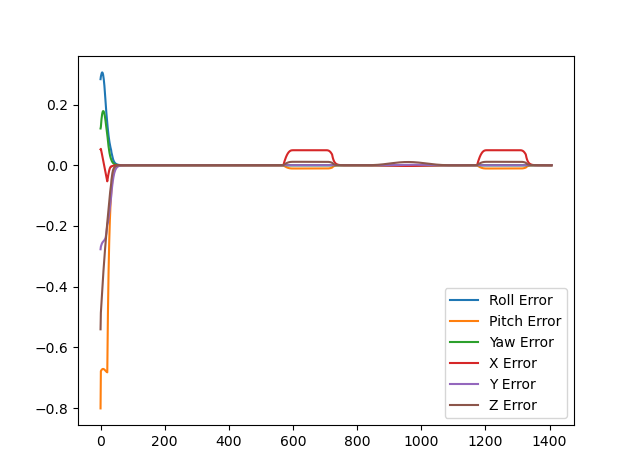 0.2
0.0
−0.2
−0.4
−0.6
−0.8
0 200 400 600 800 1000 1200 1400
Roll Error
Pitch Error
Yaw Error
X Error
Y Error
Z Error